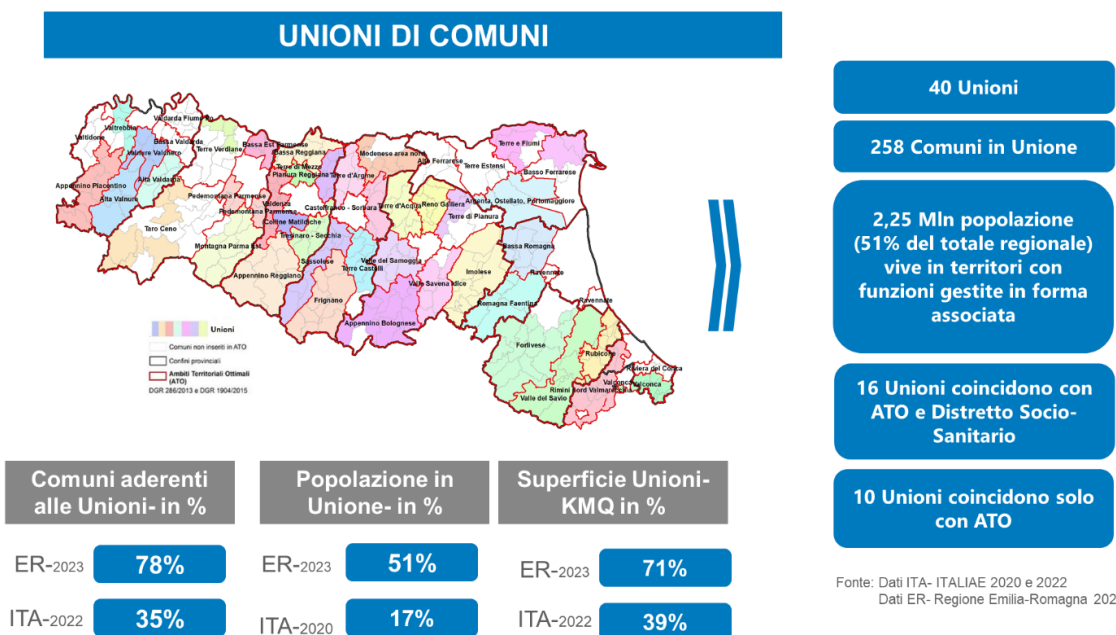 UNIONI DI COMUNI
Valdarda Fiume Po
Valtrebbia
Valtidone
Bassa Valdarda
Alta Valdarda
Appennino Piacentino
Alta Valnure
Terre Verdiane
Bassa Est Parmense
Bassa Reggiana
Terre di Mezzo
Pianura Reggiana
Terre d'Argine
Modenese area nord
Alto Ferrarese
Terre Estensi
Terre e Fiumi
Basso Ferrarese
Pedemontana Parmense
Pedemontana Parmense
Castelfranco - Sorbara
Terre d'Acqua
Reno Galliera
Argenta, Ostellato, Portomaggiore
Terre di Pianura
Taro Ceno
Colline Matildiche
Tresinaro - Secchia
Montagna Parma Est
Sassolese
Valle del Samoggia
Bassa Romagna
Appennino Reggiano
Terre Castelli
Valle Savena Idice
Imolese
Ravennate
Frignano
Romagna Faentina
Ravennate
Appennino Bolognese
Forlivese
Rubicone
Riviera del Conca
Valconca
Valconca
Rimini Nord Valmarecchia
Valle del Savio
Unioni
Comuni non inseriti in ATO
Confini provinciali
Ambiti Territoriali Ottimali
(ATO)
DGR 286/2013 e DGR 1904/2015
40 Unioni
258 Comuni in Unione
2,25 Mln popolazione
(51% del totale regionale)
vive in territori con
funzioni gestite in forma
associata
16 Unioni coincidono con
ATO e Distretto Socio-
Sanitario
10 Unioni coincidono solo
con ATO
Comuni aderenti
alle Unioni- in %
ER-2023
78%
ITA-2022
35%
Popolazione in
Unione- in %
ER-2023
51%
ITA-2020
17%
Superficie Unioni-
KMQ in %
ER-2023
71%
ITA-2022
39%
Fonte: Dati ITA- ITALIAE 2020 e 2022
Dati ER- Regione Emilia-Romagna 202